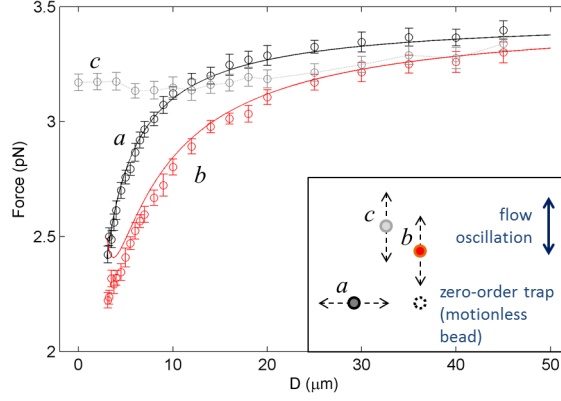 3.5
3
2.5
2
Force (pN)
0
10
20
30
40
50
D (μm)
c
a
b
c
b
a
flow
oscillation
zero-order trap
(motionless
bead)